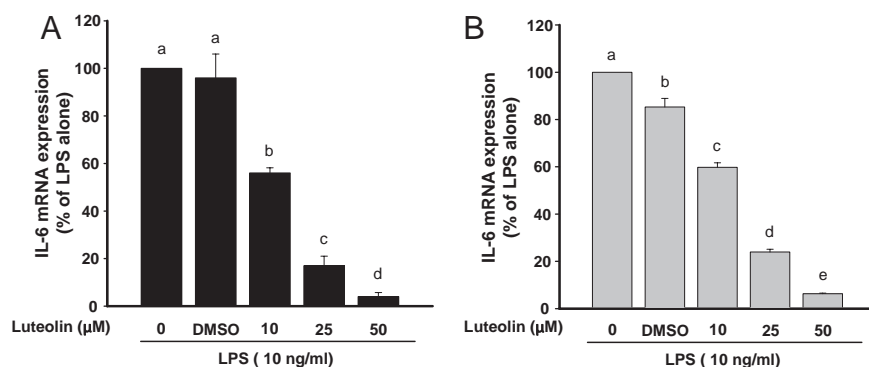 A
IL-6 mRNA expression
(% of LPS alone)
120
100
80
60
40
20
0
a
a
b
c
d
Luteolin (µM)
0 DMSO 10 25 50
LPS ( 10 ng/ml)
B
IL-6 mRNA expression
(% of LPS alone)
120
100
80
60
40
20
0
a
b
c
d
e
Luteolin (µM)
0 DMSO 10 25 50
LPS ( 10 ng/ml)